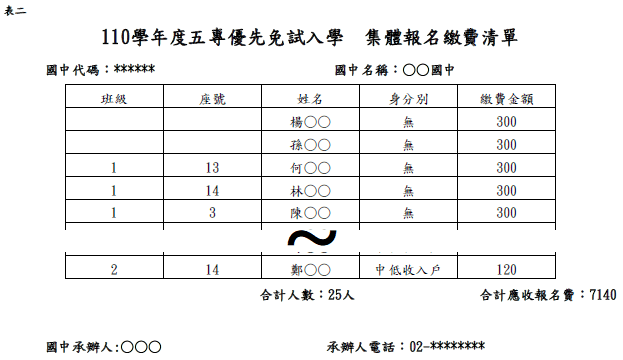 表二
110學年度五專優先免試入學 集體報名繳費清單
國中代碼：****** 國中名稱：○○國中
班級 座號 姓名 身分別 繳費金額
楊○○ 無 300
孫○○ 無 300
1 13 何○○ 無 300
1 14 林○○ 無 300
1 3 陳○○ 無 300
~
2 14 鄭○○ 中低收入戶 120
合計人數：25人 合計應收報名費：7140
國中承辦人:○○○ 承辦人電話：02-********